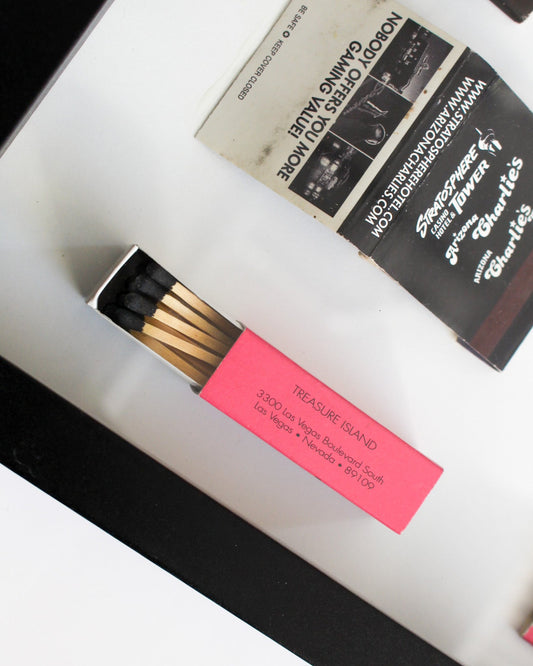 BE SAFE ✪ KEEP COVER CLOSED
NOBODY OFFERS YOU MORE
GAMING VALUE!
WWW.STRATOSPHEREHOTEL.COM
WWW.ARIZONACHARLIES.COM
STRATOSPHERE
CASINO
HOTEL &
TOWER
Arizona
Charlie's
ARIZONA
Charlie's
TREASURE ISLAND
3300 Las Vegas Boulevard South
Las Vegas • Nevada • 89109